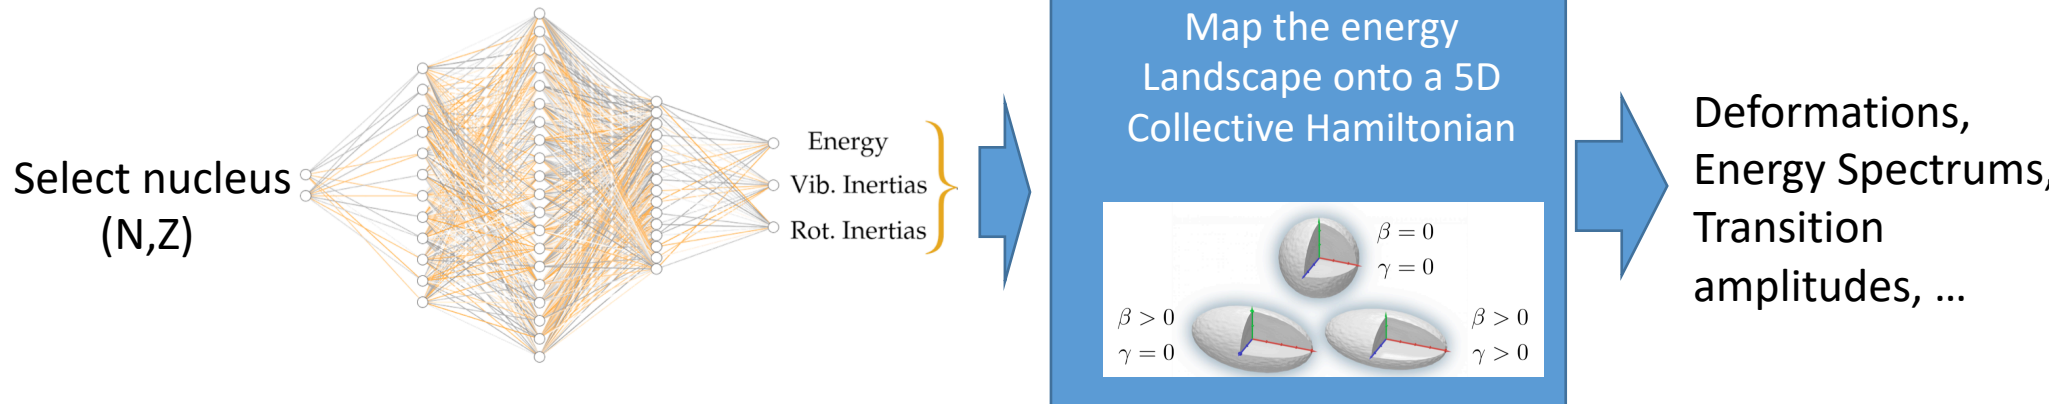 Select nucleus
(N,Z)
Energy
Vib. Inertias
Rot. Inertias
Map the energy
Landscape onto a 5D
Collective Hamiltonian
β = 0
γ = 0
β > 0
γ = 0
β > 0
γ > 0
Deformations,
Energy Spectrums,
Transition
amplitudes, ...